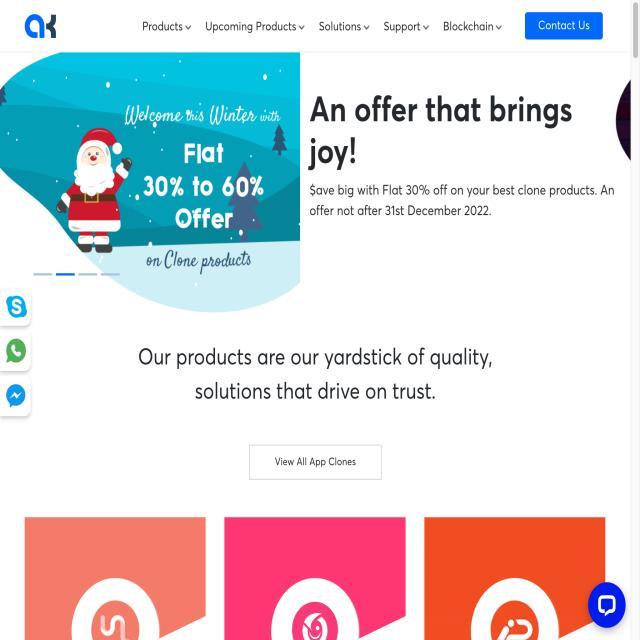 ak
Products
Upcoming Products
Solutions
Support
Blockchain
Contact Us
Welcome this Winter with
Flat
30% to 60%
Offer
on Clone products
An offer that brings
joy!
$ave big with Flat 30% off on your best clone products. An
offer not after 31st December 2022.
Our products are our yardstick of quality,
solutions that drive on trust.
View All App Clones